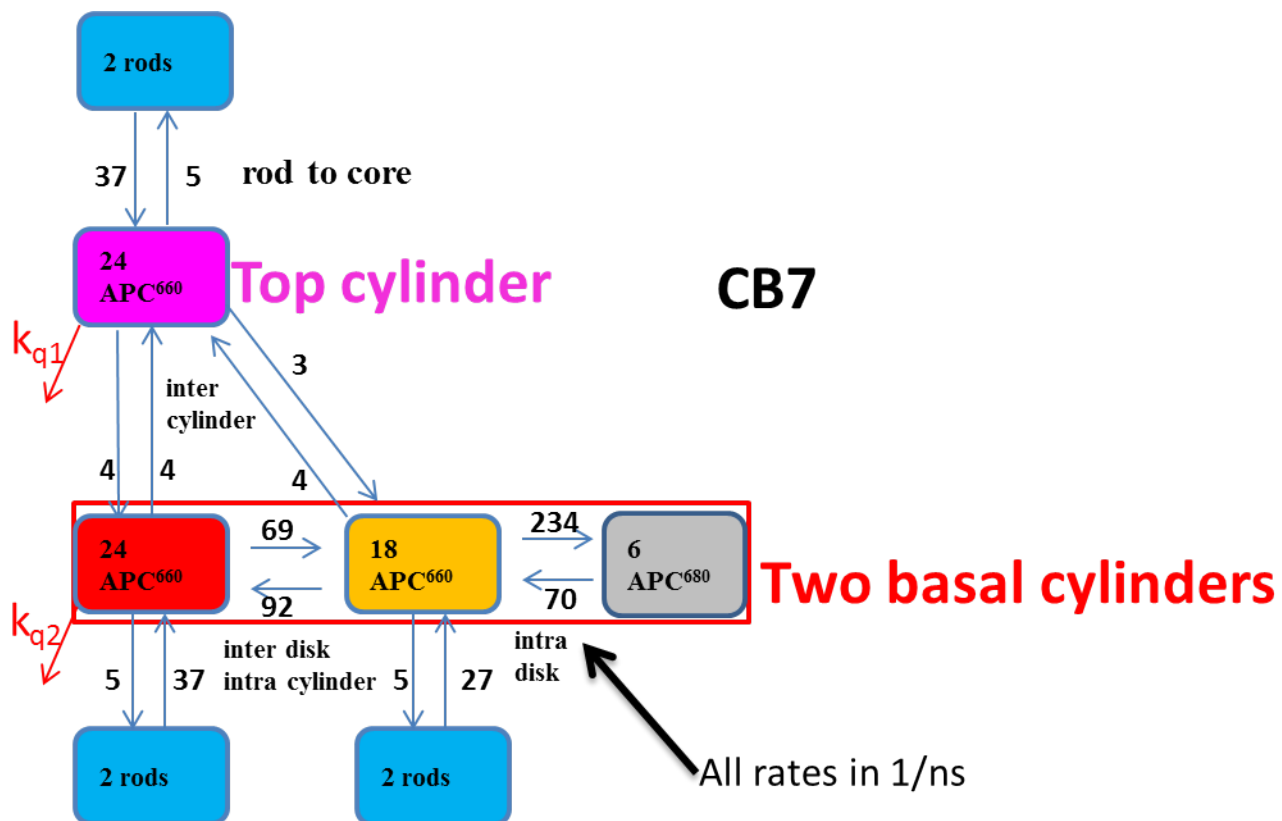 2 rods
37
5
rod to core
24
APC⁶⁶⁰
Top cylinder
CB7
kq1
3
inter
cylinder
4
4
4
24
APC⁶⁶⁰
69
92
18
APC⁶⁶⁰
234
70
6
APC⁶⁸⁰
Two basal cylinders
kq2
5
37
inter disk
intra cylinder
5
27
intra
disk
2 rods
2 rods
All rates in 1/ns